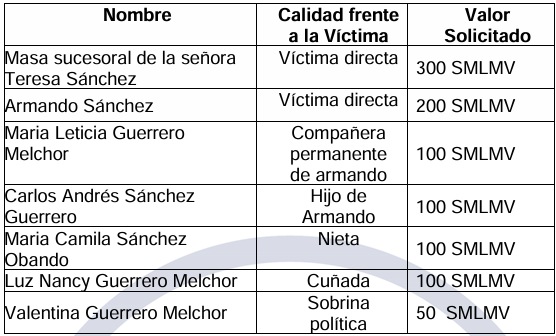 Nombre Calidad frente a la Víctima Valor Solicitado
Masa sucesoral de la señora Teresa Sánchez Víctima directa 300 SMLMV
Armando Sánchez Víctima directa 200 SMLMV
Maria Leticia Guerrero Melchor Compañera permanente de armando 100 SMLMV
Carlos Andrés Sánchez Guerrero Hijo de Armando 100 SMLMV
Maria Camila Sánchez Obando Nieta 100 SMLMV
Luz Nancy Guerrero Melchor Cuñada 100 SMLMV
Valentina Guerrero Melchor Sobrina política 50 SMLMV